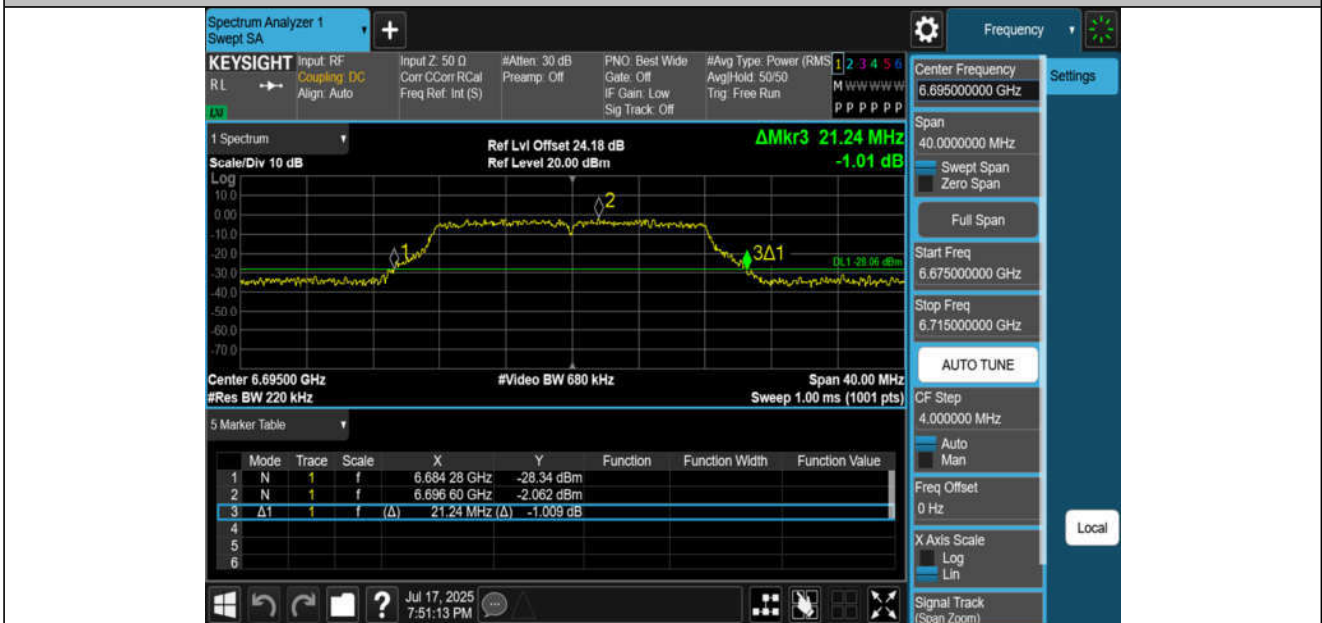 Spectrum Analyzer 1
Swept SA
+
Frequency
KEYSIGHT
RL
Input: RF
Coupling: DC
Align: Auto
Input Z: 50 Ω
Corr CCorr RCal
Freq Ref: Int (S)
#Atten: 30 dB
Preamp: Off
PNO: Best Wide
Gate: Off
IF Gain: Low
Sig Track: Off
#Avg Type: Power (RMS
Avg|Hold: 50/50
Trig: Free Run
1 2 3 4 5 6
M W W W W W
P P P P P P
1 Spectrum
Scale/Div 10 dB
Ref Lvl Offset 24.18 dB
Ref Level 20.00 dBm
ΔMkr3 21.24 MHz
-1.01 dB
Log
10.0
0.00
-10.0
-20.0
-30.0
-40.0
-50.0
-60.0
-70.0
1
2
3Δ1
DL1 -28.06 dBm
Center 6.69500 GHz
#Video BW 680 kHz
Span 40.00 MHz
#Res BW 220 kHz
Sweep 1.00 ms (1001 pts)
5 Marker Table
Mode Trace Scale X Y Function Function Width Function Value
1 N 1 f 6.684 28 GHz -28.34 dBm
2 N 1 f 6.696 60 GHz -2.062 dBm
3 Δ1 1 f (Δ) 21.24 MHz (Δ) -1.009 dB
4
5
6
Jul 17, 2025
7:51:13 PM
Center Frequency
6.695000000 GHz
Span
40.0000000 MHz
Swept Span
Zero Span
Full Span
Start Freq
6.675000000 GHz
Stop Freq
6.715000000 GHz
AUTO TUNE
CF Step
4.000000 MHz
Auto
Man
Freq Offset
0 Hz
X Axis Scale
Log
Lin
Signal Track
(Span Zoom)
Settings
Local